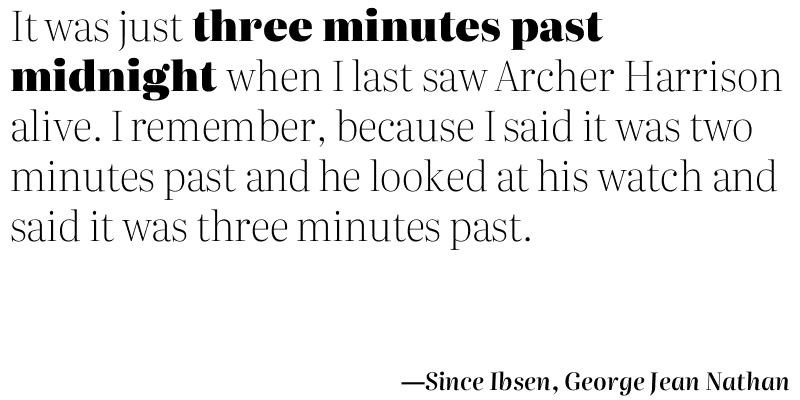 It was just three minutes past
midnight when I last saw Archer Harrison
alive. I remember, because I said it was two
minutes past and he looked at his watch and
said it was three minutes past.
—Since Ibsen, George Jean Nathan